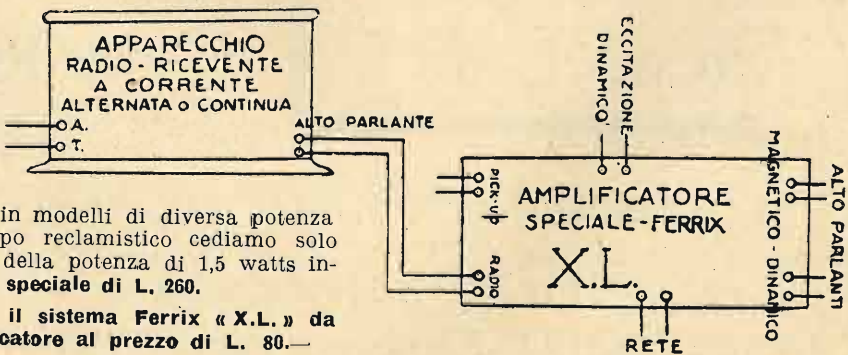 APPARECCHIO
RADIO - RICEVENTE
A CORRENTE
ALTERNATA o CONTINUA
A.
T.
ALTO PARLANTE
ECCITAZIONE
DINAMICO
PICK-UP
RADIO
AMPLIFICATORE
SPECIALE - FERRIX
X.L.
MAGNETICO - DINAMICO
ALTO PARLANTI
RETE
in modelli di diversa potenza
po reclamistico cediamo solo
della potenza di 1,5 watts in-
speciale di L. 260.
il sistema Ferrix « X.L. » da
catore al prezzo di L. 80.—